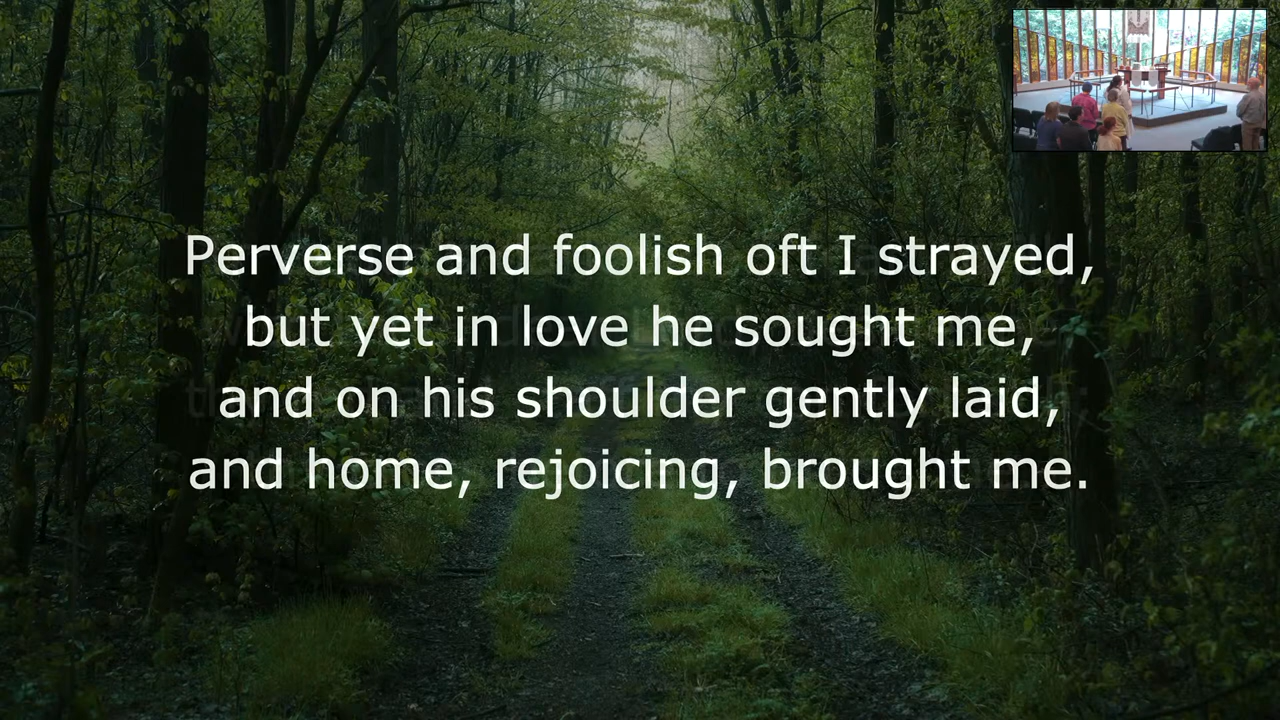 Perverse and foolish oft I strayed,
but yet in love he sought me,
and on his shoulder gently laid,
and home, rejoicing, brought me.